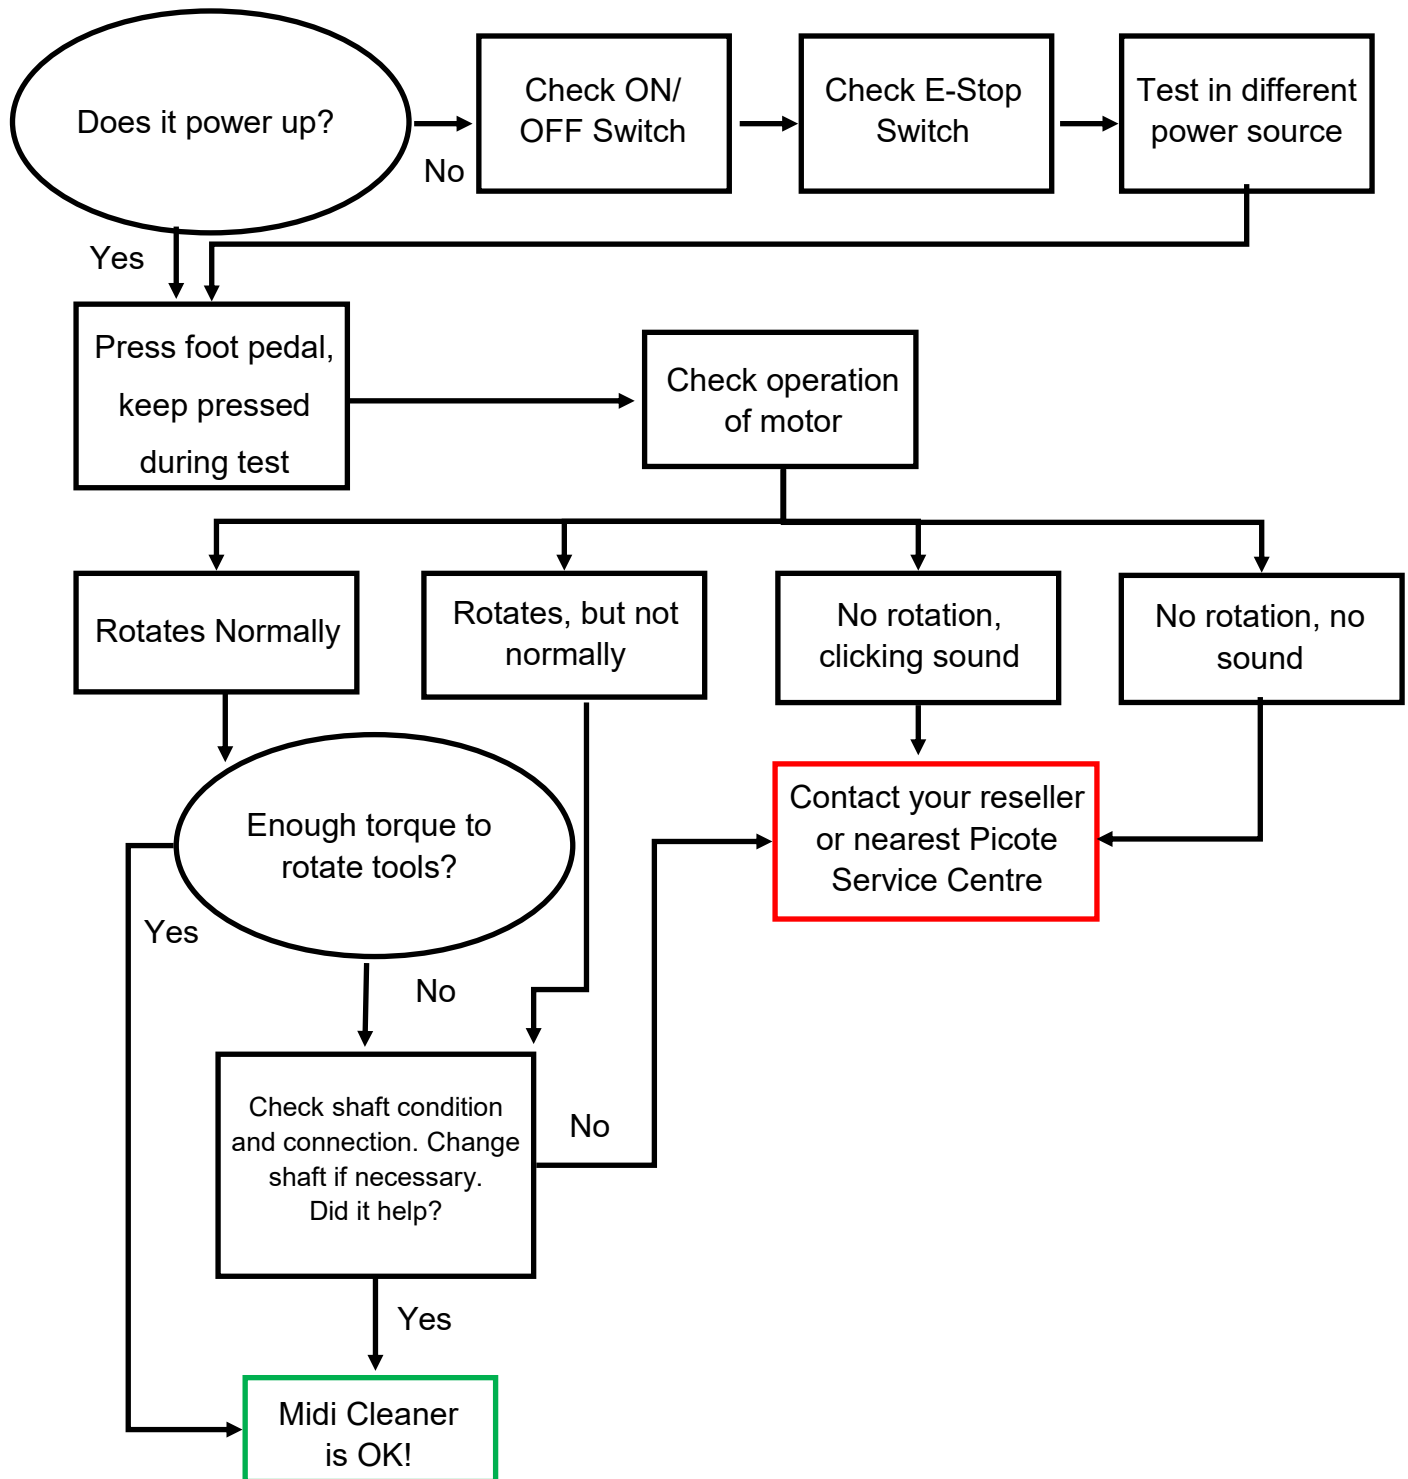 Does it power up?
No
Check ON/
OFF Switch
Check E-Stop
Switch
Test in different
power source
Yes
Press foot pedal,
keep pressed
during test
Check operation
of motor
Rotates Normally
Rotates, but not
normally
No rotation,
clicking sound
No rotation, no
sound
Enough torque to
rotate tools?
Contact your reseller
or nearest Picote
Service Centre
Yes
No
Check shaft condition
and connection. Change
shaft if necessary.
Did it help?
No
Yes
Midi Cleaner
is OK!